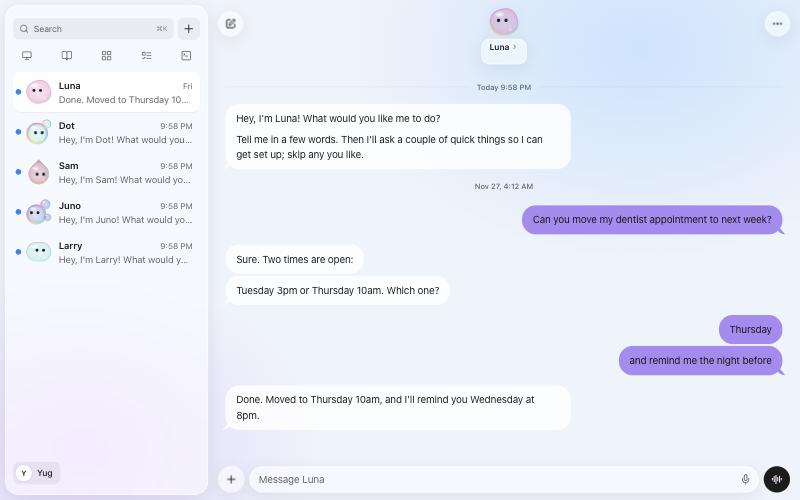 Search
⌘K
Luna
Fri
Done. Moved to Thursday 10...
Dot
9:58 PM
Hey, I'm Dot! What would you...
Sam
9:58 PM
Hey, I'm Sam! What would yo...
Juno
9:58 PM
Hey, I'm Juno! What would yo...
Larry
9:58 PM
Hey, I'm Larry! What would y...
Y
Yug
Luna ›
Today 9:58 PM
Hey, I'm Luna! What would you like me to do?
Tell me in a few words. Then I'll ask a couple of quick things so I can
get set up; skip any you like.
Nov 27, 4:12 AM
Can you move my dentist appointment to next week?
Sure. Two times are open:
Tuesday 3pm or Thursday 10am. Which one?
Thursday
and remind me the night before
Done. Moved to Thursday 10am, and I'll remind you Wednesday at
8pm.
Message Luna